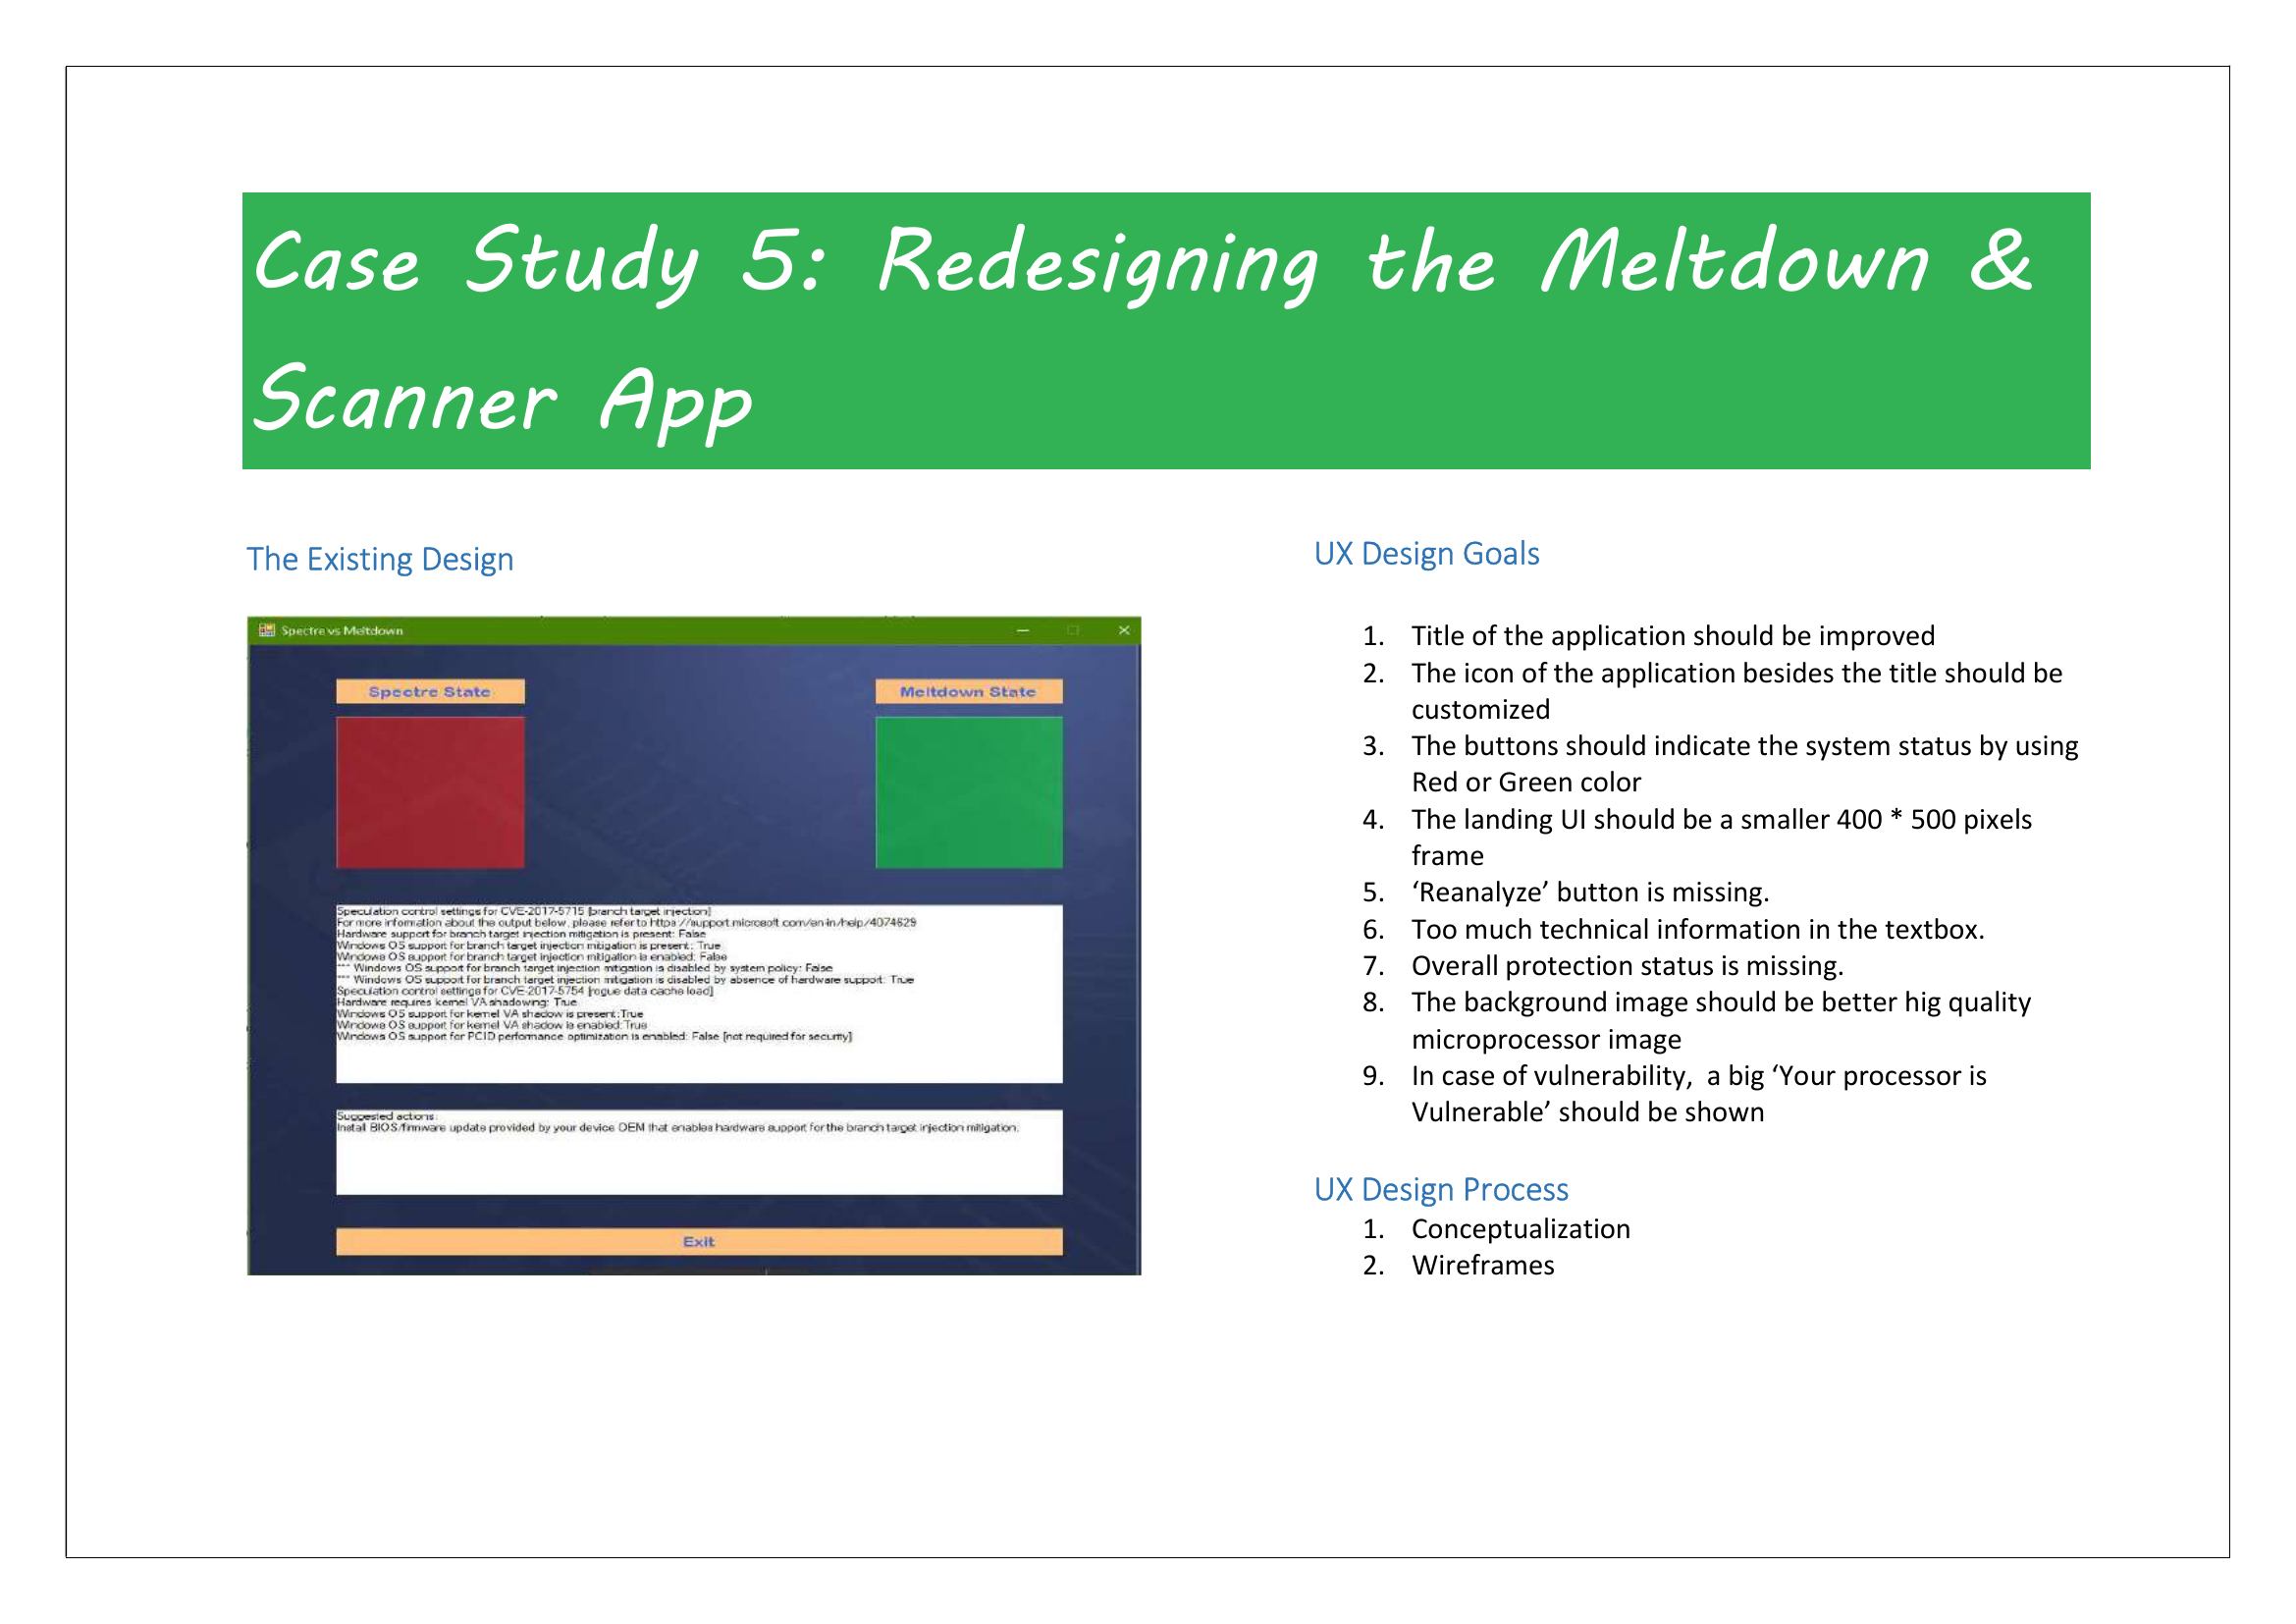 Case Study 5: Redesigning the Meltdown &
Scanner App
The Existing Design
Spectre vs Meltdown
Spectre State
Meltdown State
Speculation control settings for CVE-2017-5715 [branch target injection]
For more information about the output below, please refer to https://support.microsoft.com/en-in/help/4074629
Hardware support for branch target injection mitigation is present: False
Windows OS support for branch target injection mitigation is present: True
Windows OS support for branch target injection mitigation is enabled: False
*** Windows OS support for branch target injection mitigation is disabled by system policy: False
*** Windows OS support for branch target injection mitigation is disabled by absence of hardware support: True
Speculation control settings for CVE-2017-5754 [rogue data cache load]
Hardware requires kernel VA shadowing: True
Windows OS support for kernel VA shadow is present:True
Windows OS support for kernel VA shadow is enabled:True
Windows OS support for PCID performance optimization is enabled: False [not required for security]
Suggested actions:
Install BIOS/firmware update provided by your device OEM that enables hardware support for the branch target injection mitigation.
Exit
UX Design Goals
1. Title of the application should be improved
2. The icon of the application besides the title should be
customized
3. The buttons should indicate the system status by using
Red or Green color
4. The landing UI should be a smaller 400 * 500 pixels
frame
5. ‘Reanalyze’ button is missing.
6. Too much technical information in the textbox.
7. Overall protection status is missing.
8. The background image should be better hig quality
microprocessor image
9. In case of vulnerability,  a big ‘Your processor is
Vulnerable’ should be shown
UX Design Process
1. Conceptualization
2. Wireframes